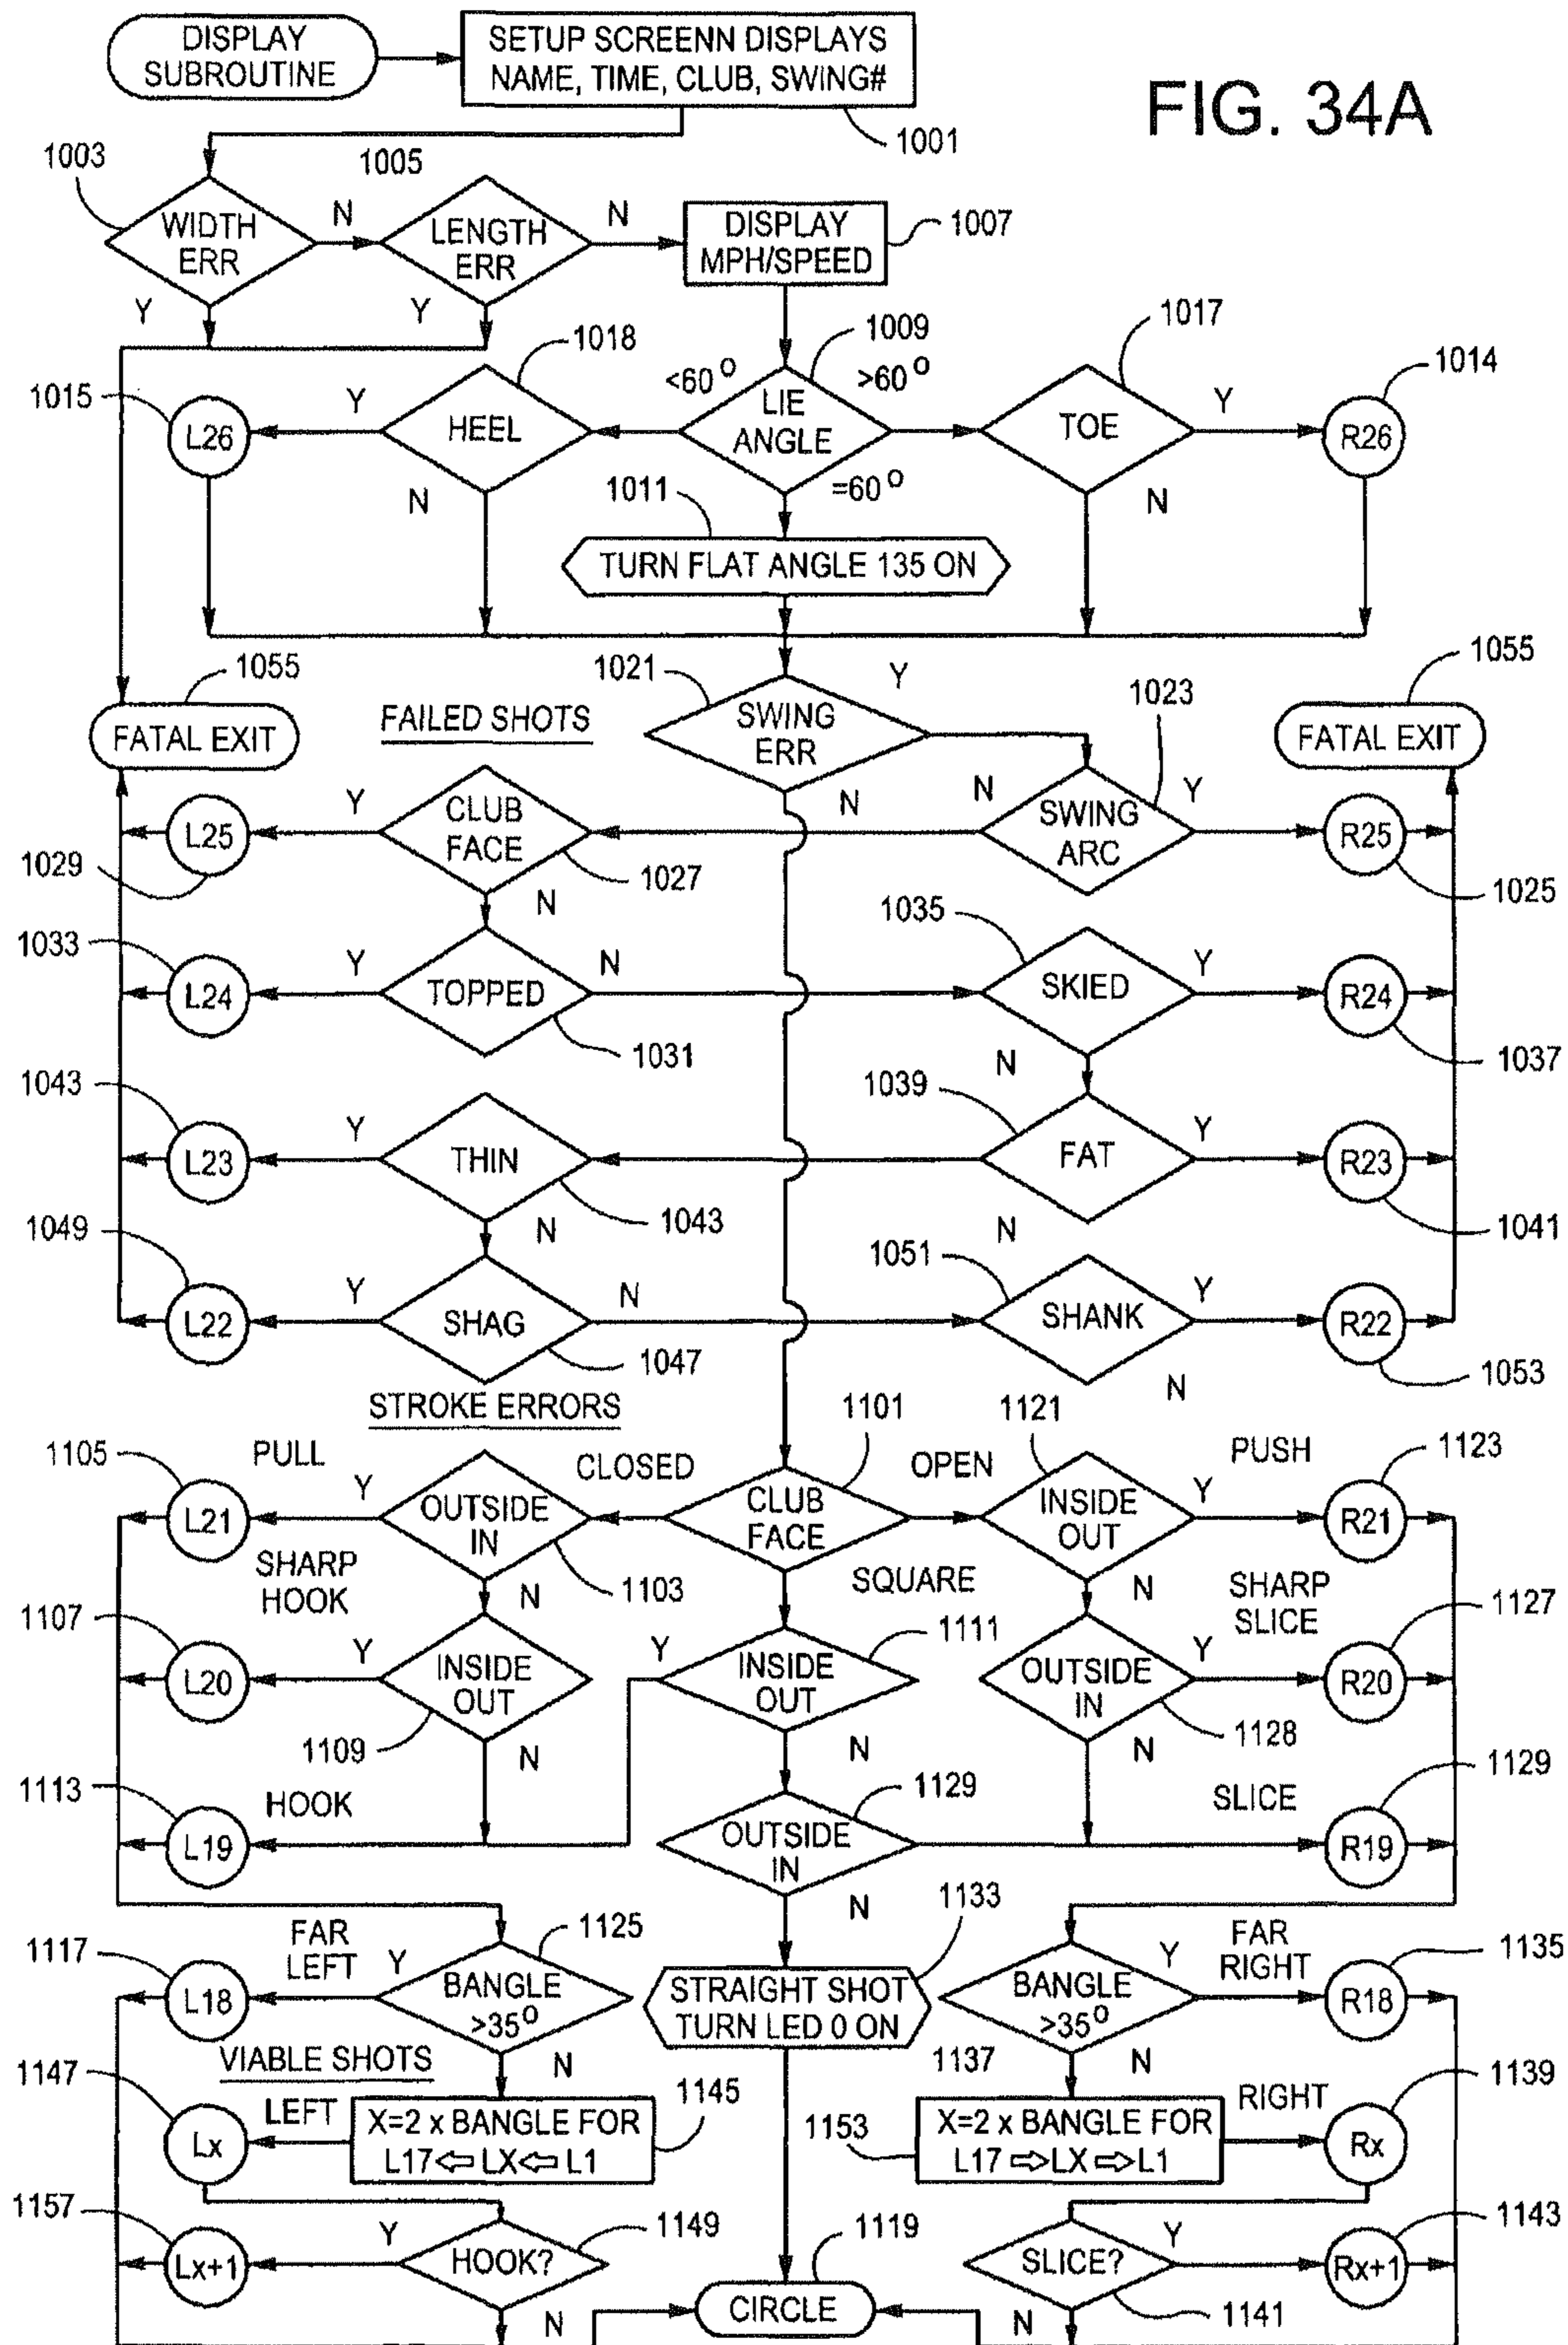 FIG. 34A
DISPLAY
SUBROUTINE
SETUP SCREENN DISPLAYS
NAME, TIME, CLUB, SWING#
1001
1003
1005
WIDTH
ERR
N
LENGTH
ERR
N
DISPLAY
MPH/SPEED
1007
Y
Y
1018
1009
1017
1014
1015
<60°
>60°
L26
Y
HEEL
LIE
ANGLE
TOE
Y
R26
N
1011
=60°
N
TURN FLAT ANGLE 135 ON
1055
FATAL EXIT
FAILED SHOTS
1021
SWING
ERR
Y
1023
1055
FATAL EXIT
N
L25
Y
CLUB
FACE
N
SWING
ARC
Y
R25
1029
1027
1025
N
1033
1035
L24
Y
TOPPED
N
SKIED
Y
R24
1031
1037
N
1043
1039
L23
Y
THIN
FAT
Y
R23
1043
1041
N
N
1049
1051
L22
Y
SHAG
N
SHANK
Y
R22
1047
1053
N
STROKE ERRORS
1101
1121
1105
PULL
CLOSED
OPEN
PUSH
1123
L21
Y
OUTSIDE
IN
CLUB
FACE
INSIDE
OUT
Y
R21
SHARP
HOOK
1103
N
SQUARE
N
SHARP
SLICE
1107
1111
1127
L20
Y
INSIDE
OUT
Y
INSIDE
OUT
OUTSIDE
IN
Y
R20
1109
N
N
1128
N
1113
HOOK
1129
SLICE
1129
L19
OUTSIDE
IN
R19
N
1133
1117
FAR
LEFT
1125
FAR
RIGHT
1135
L18
Y
BANGLE
>35°
STRAIGHT SHOT
TURN LED 0 ON
BANGLE
>35°
Y
R18
VIABLE SHOTS
N
1137
N
1147
LEFT
1145
1153
RIGHT
1139
Lx
X=2 x BANGLE FOR
L17⇦LX⇦L1
X=2 x BANGLE FOR
L17⇨LX⇨L1
Rx
1157
1149
1119
1143
Lx+1
Y
HOOK?
CIRCLE
SLICE?
Y
Rx+1
N
N
1141